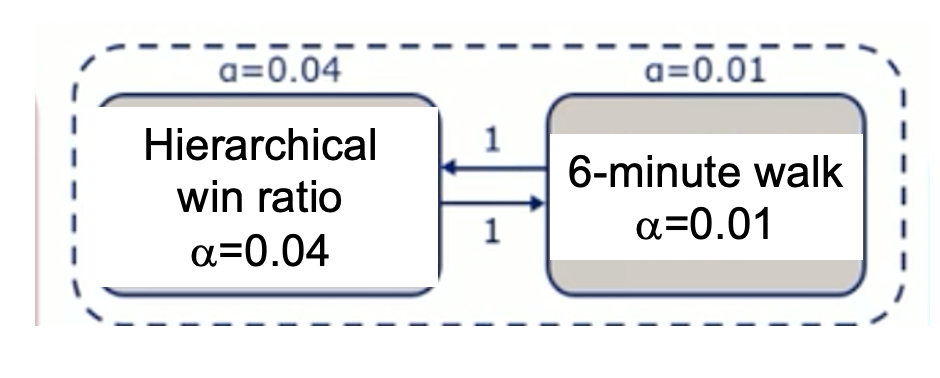 α=0.04
α=0.01
Hierarchical
win ratio
α=0.04
1
1
6-minute walk
α=0.01